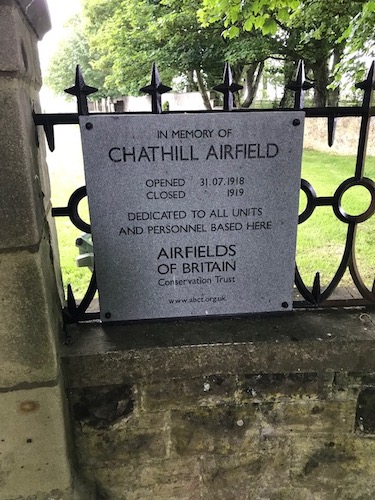 IN MEMORY OF
CHATHILL AIRFIELD
OPENED 31.07.1918
CLOSED 1919
DEDICATED TO ALL UNITS
AND PERSONNEL BASED HERE
AIRFIELDS
OF BRITAIN
Conservation Trust
www.abct.org.uk